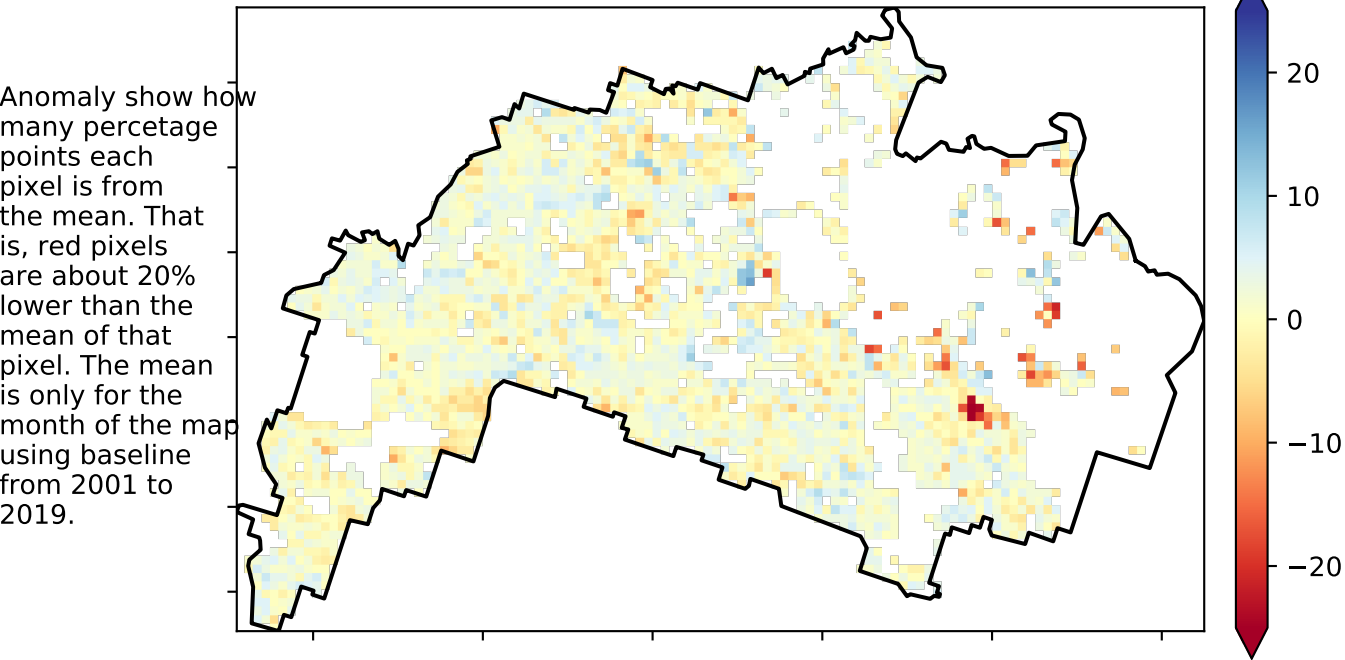 Anomaly show how
many percetage
points each
pixel is from
the mean. That
is, red pixels
are about 20%
lower than the
mean of that
pixel. The mean
is only for the
month of the map
using baseline
from 2001 to
2019.
20
10
0
−10
−20